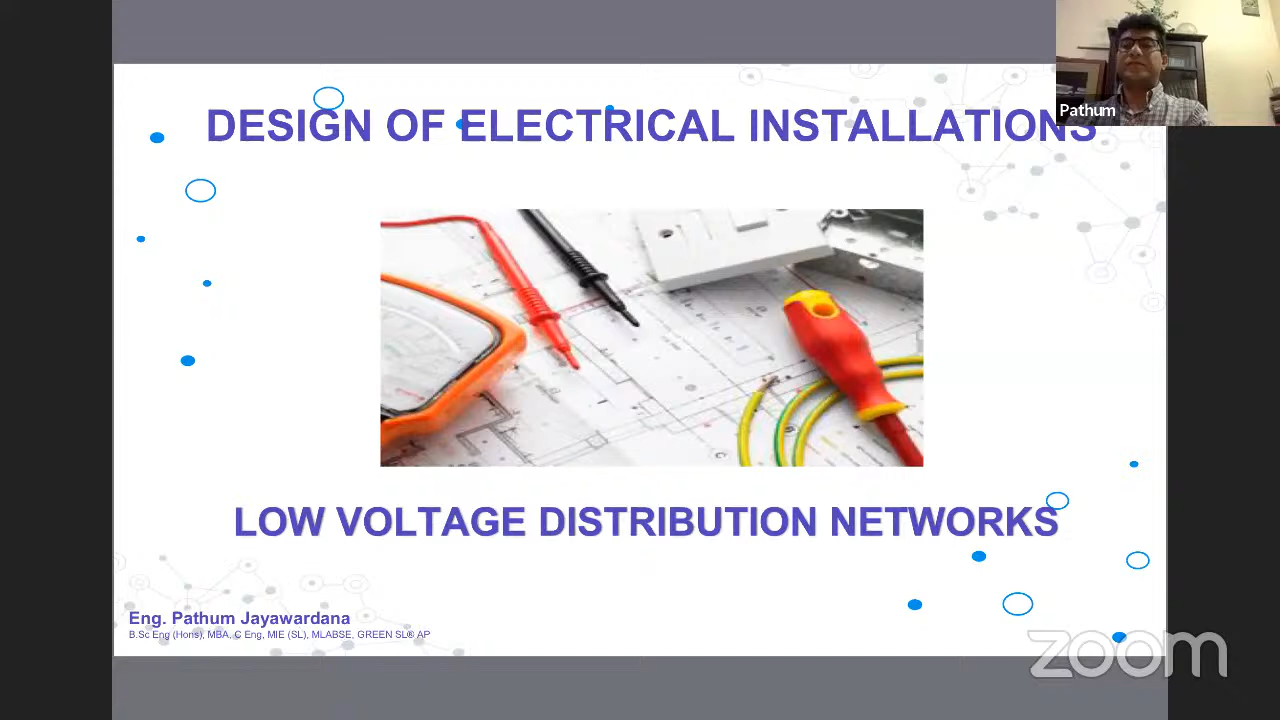 DESIGN OF ELECTRICAL INSTALLATIONS
Pathum
LOW VOLTAGE DISTRIBUTION NETWORKS
Eng. Pathum Jayawardana
B.Sc Eng (Hons), MBA, C Eng, MIE (SL), MLABSE, GREEN SL® AP
zoom